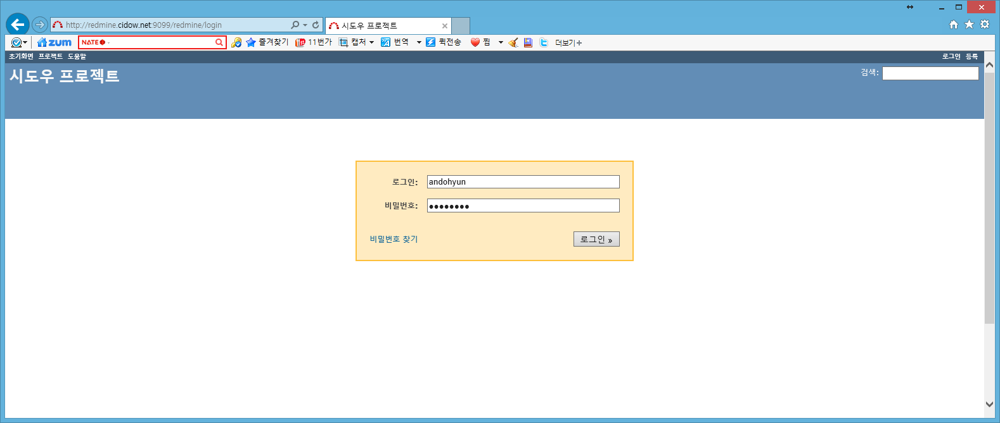 http://redmine.cidow.net:9099/redmine/login
시도우 프로젝트
zum NATE 즐겨찾기 11번가 캡처 번역 퀵전송 찜 더보기+
초기화면 프로젝트 도움말 로그인 등록
시도우 프로젝트
검색:
로그인: andohyun
비밀번호: ●●●●●●●●
비밀번호 찾기 로그인 »